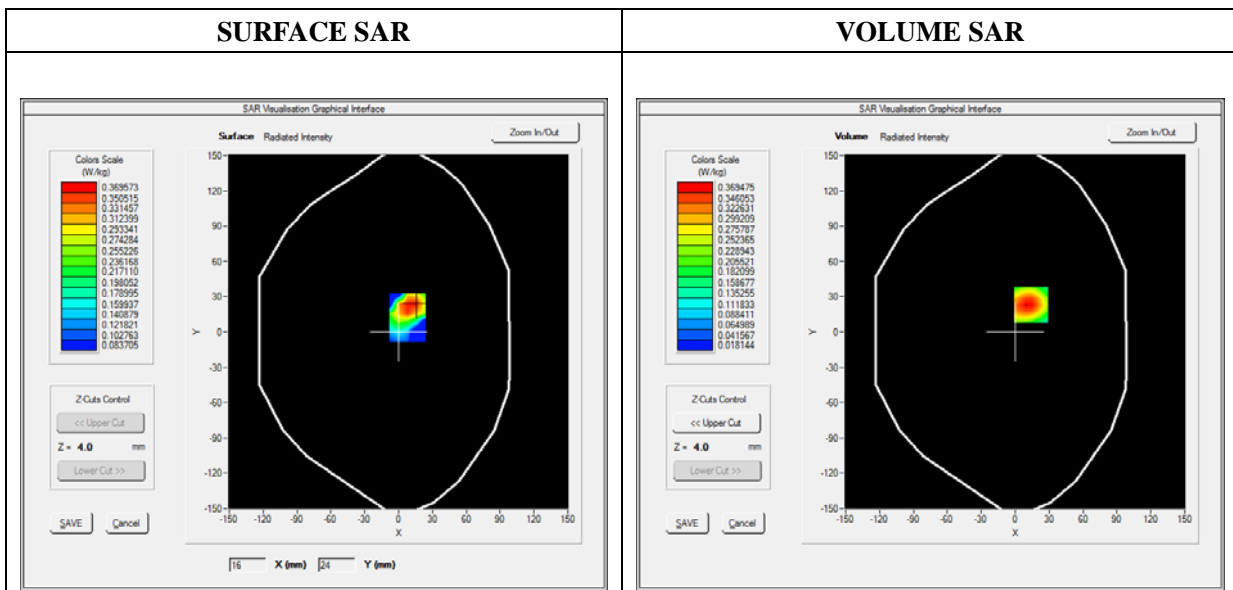 SURFACE SAR
VOLUME SAR
SAR Visualisation Graphical Interface
Surface Radiated Intensity
Zoom In/Out
Colors Scale
(W/kg)
0.369573
0.350515
0.331457
0.312399
0.293341
0.274284
0.255226
0.236168
0.217110
0.198052
0.178995
0.159937
0.140879
0.121821
0.102763
0.083705
Z-Cuts Control
<< Upper Cut
Z = 4.0 mm
Lower Cut >>
SAVE Cancel
150
120
90
60
30
0
-30
-60
-90
-120
-150
Y
-150 -120 -90 -60 -30 0 30 60 90 120 150
X
16 X (mm) 24 Y (mm)
SAR Visualisation Graphical Interface
Volume Radiated Intensity
Zoom In/Out
Colors Scale
(W/kg)
0.369475
0.346053
0.322631
0.299209
0.275787
0.252365
0.228943
0.205521
0.182099
0.158677
0.135255
0.111833
0.088411
0.064989
0.041567
0.018144
Z-Cuts Control
<< Upper Cut
Z = 4.0 mm
Lower Cut >>
SAVE Cancel
150
120
90
60
30
0
-30
-60
-90
-120
-150
Y
-150 -120 -90 -60 -30 0 30 60 90 120 150
X